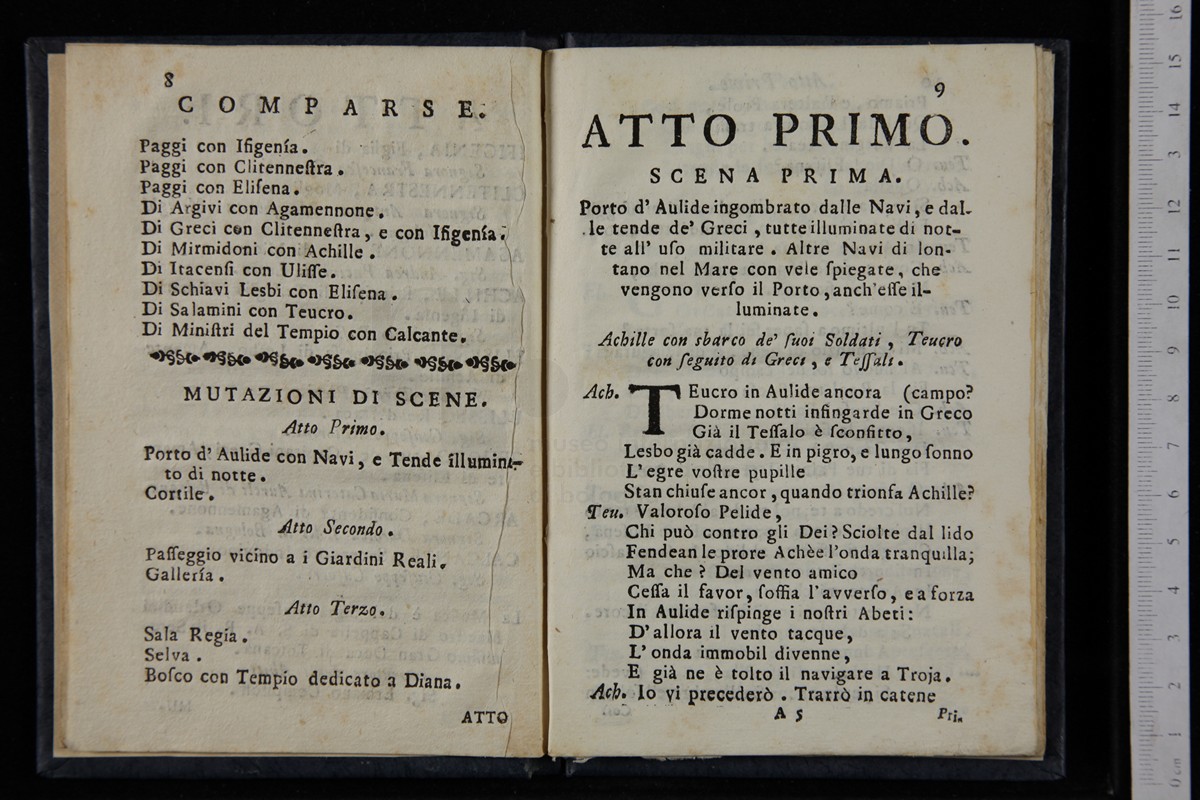 8
COMPARSE.
Paggi con Ifigenía.
Paggi con Clitenneſtra.
Paggi con Eliſena.
Di Argivi con Agamennone.
Di Greci con Clitenneſtra, e con Ifigenía.
Di Mirmidoni con Achille.
Di Itacenſi con Uliſſe.
Di Schiavi Lesbi con Eliſena.
Di Salamini con Teucro.
Di Miniſtri del Tempio con Calcante.
MUTAZIONI DI SCENE.
Atto Primo.
Porto d' Aulide con Navi, e Tende illumina-
to di notte.
Cortile.
Atto Secondo.
Paſſeggio vicino a i Giardini Reali.
Gallería.
Atto Terzo.
Sala Regia.
Selva.
Boſco con Tempio dedicato a Diana.
ATTO
9
ATTO PRIMO.
SCENA PRIMA.
Porto d' Aulide ingombrato dalle Navi, e dal-
le tende de' Greci, tutte illuminate di not-
te all' uſo militare. Altre Navi di lon-
tano nel Mare con vele ſpiegate, che
vengono verſo il Porto, anch'eſſe il-
luminate.
Achille con sbarco de' ſuoi Soldati, Teucro
con ſeguito di Greci, e Teſſali.
Ach. TEucro in Aulide ancora (campo?
Dorme notti infingarde in Greco
Già il Teſſalo è ſconfitto,
Lesbo già cadde. E in pigro, e lungo ſonno
L' egre voſtre pupille
Stan chiuſe ancor, quando trionfa Achille?
Teu. Valoroſo Pelide,
Chi può contro gli Dei? Sciolte dal lido
Fendean le prore Achèe l'onda tranquilla;
Ma che? Del vento amico
Ceſſa il favor, ſoffia l'avverſo, e a forza
In Aulide riſpinge i noſtri Abeti:
D' allora il vento tacque,
L' onda immobil divenne,
E già ne è tolto il navigare a Troja.
Ach. Io vi precederò. Trarrò in catene
A 5
Pri-